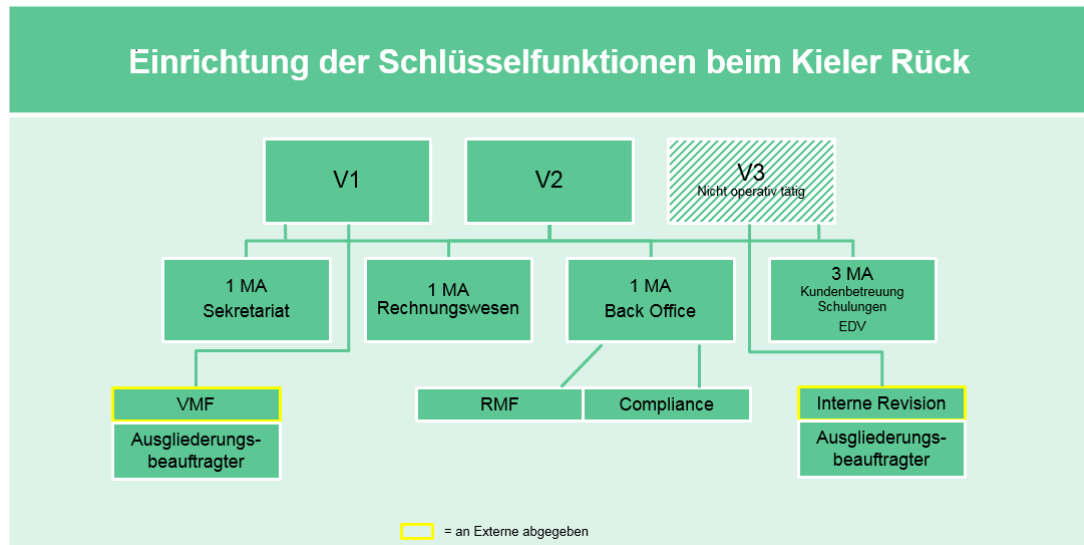 Einrichtung der Schlüsselfunktionen beim Kieler Rück
V1
V2
V3
Nicht operativ tätig
1 MA
Sekretariat
1 MA
Rechnungswesen
1 MA
Back Office
3 MA
Kundenbetreuung
Schulungen
EDV
VMF
Ausgliederungs-
beauftragter
RMF
Compliance
Interne Revision
Ausgliederungs-
beauftragter
= an Externe abgegeben